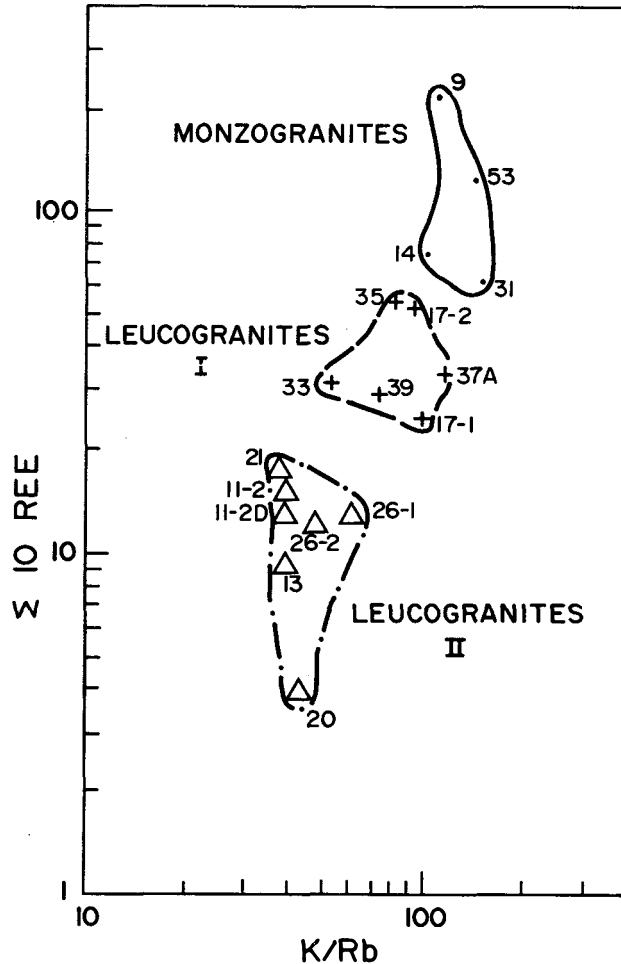 9
MONZOGRANITES
53
100
14
31
35
17-2
LEUCOGRANITES
I
37A
33
39
17-1
21
11-2
26-1
11-2D
26-2
10
13
LEUCOGRANITES
II
20
Σ 10 REE
1
10
100
K/Rb